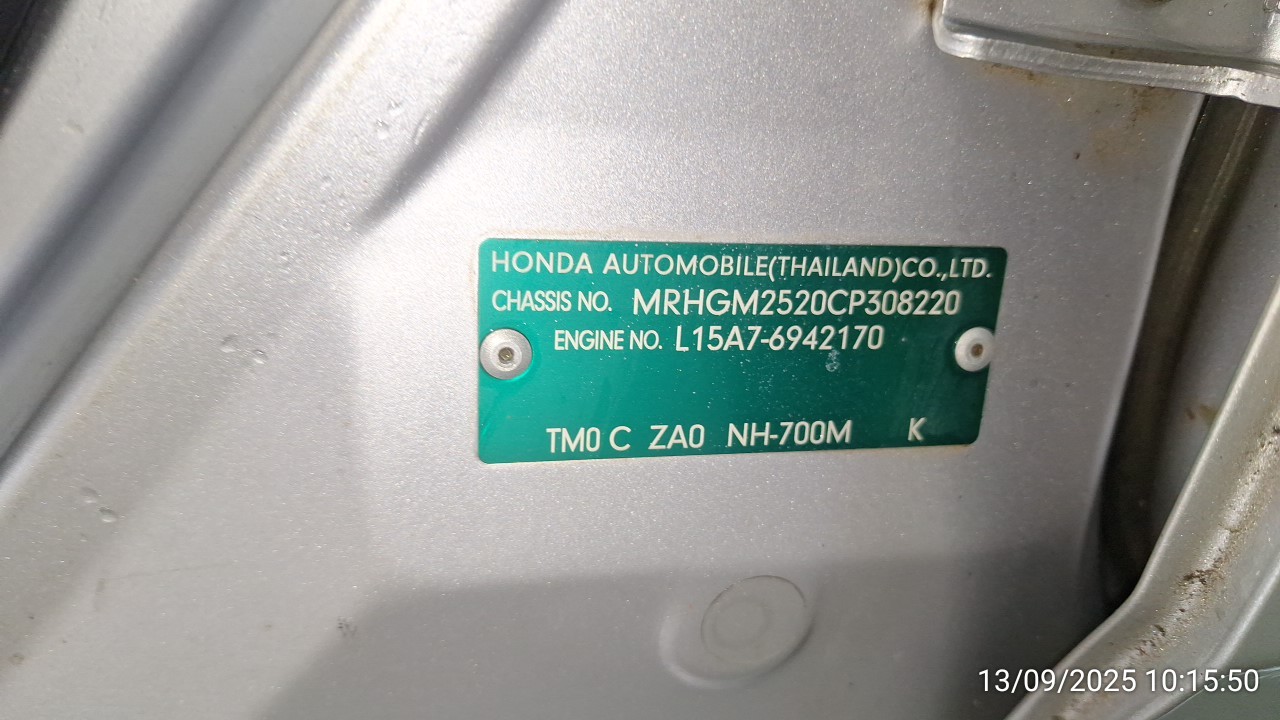 HONDA AUTOMOBILE(THAILAND)CO.,LTD.
CHASSIS NO. MRHGM2520CP308220
ENGINE NO. L15A7-6942170
TM0 C ZA0 NH-700M K
13/09/2025 10:15:50